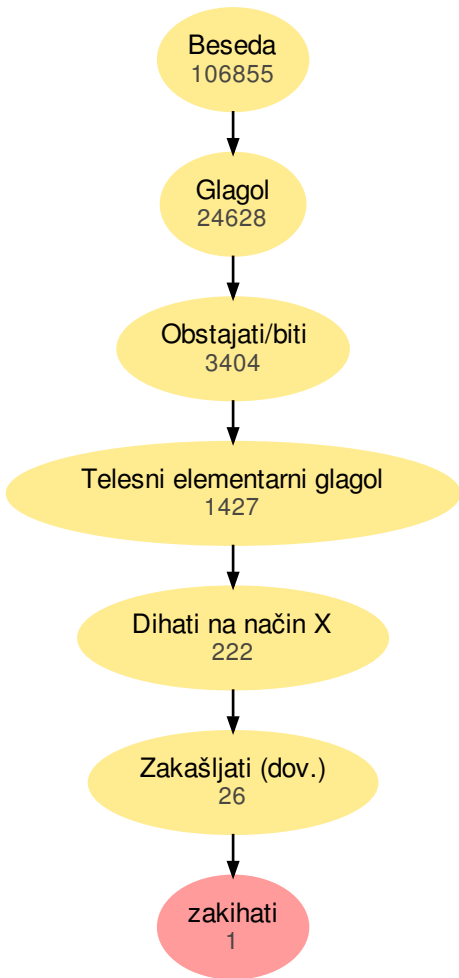 Beseda
106855
Glagol
24628
Obstajati/biti
3404
Telesni elementarni glagol
1427
Dihati na način X
222
Zakašljati (dov.)
26
zakihati
1